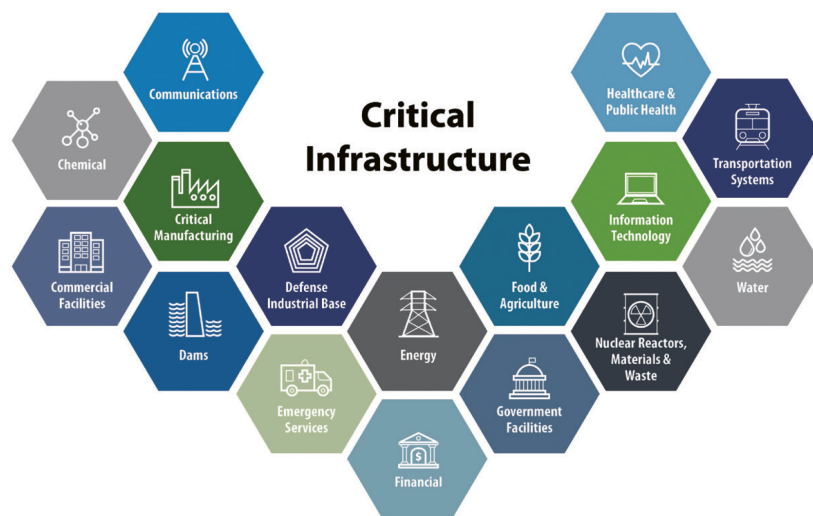 Critical
Infrastructure
Communications
Chemical
Critical
Manufacturing
Commercial
Facilities
Dams
Defense
Industrial Base
Emergency
Services
Energy
Financial
Food &
Agriculture
Government
Facilities
Healthcare &
Public Health
Information
Technology
Nuclear Reactors,
Materials &
Waste
Transportation
Systems
Water
$